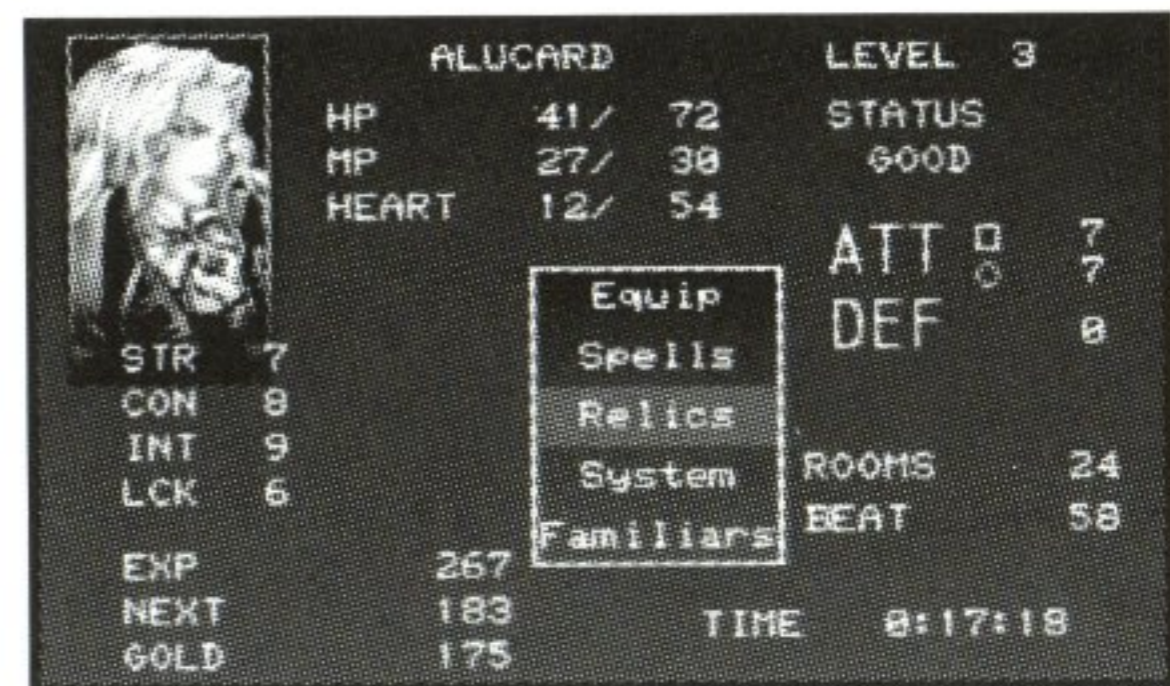 ALUCARD LEVEL 3
HP 41/ 72 STATUS
MP 27/ 30 GOOD
HEART 12/ 54
ATT □ 7
○ 7
DEF 0
Equip
Spells
Relics
System
Familiars
STR 7
CON 8
INT 9
LCK 6
ROOMS 24
BEAT 58
EXP 267
NEXT 183
GOLD 175
TIME 0:17:18